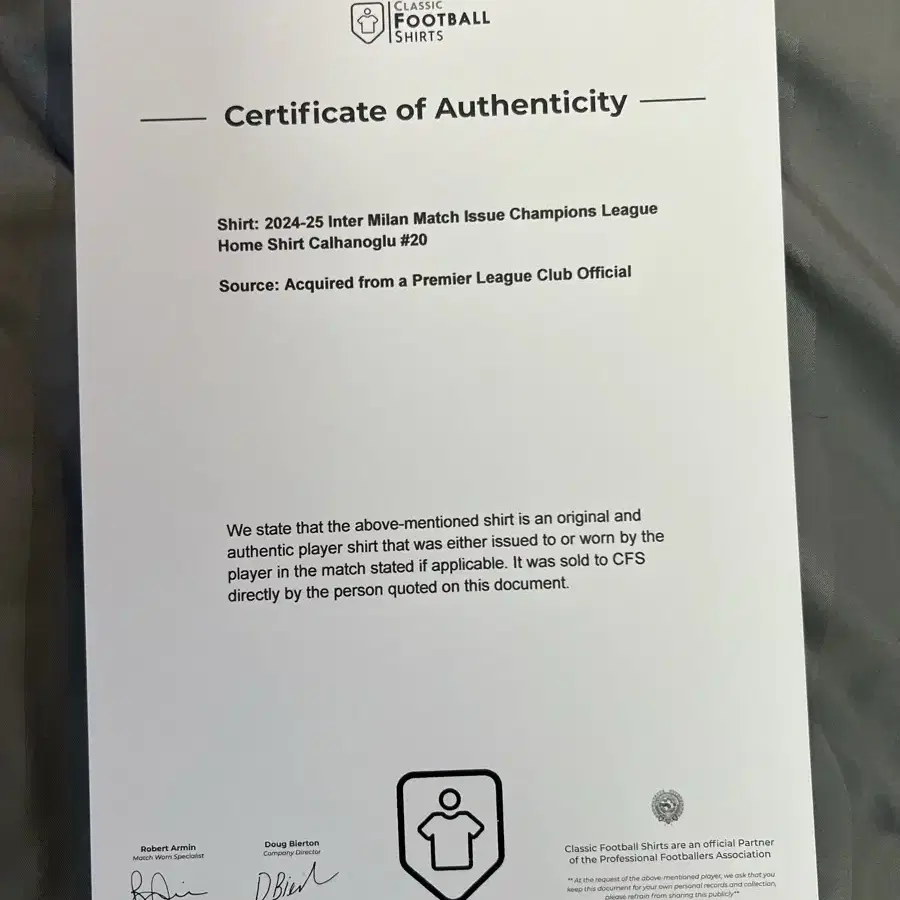 CLASSIC
FOOTBALL
SHIRTS
Certificate of Authenticity
Shirt: 2024-25 Inter Milan Match Issue Champions League
Home Shirt Calhanoglu #20
Source: Acquired from a Premier League Club Official
We state that the above-mentioned shirt is an original and
authentic player shirt that was either issued to or worn by the
player in the match stated if applicable. It was sold to CFS
directly by the person quoted on this document.
Robert Armin
Match Worn Specialist
Doug Bierton
Company Director
DBiert
Classic Football Shirts are an official Partner
of the Professional Footballers Association
**At the request of the above-mentioned player, we ask that you
keep this document for your own personal records and collection,
please refrain from sharing this publicly**